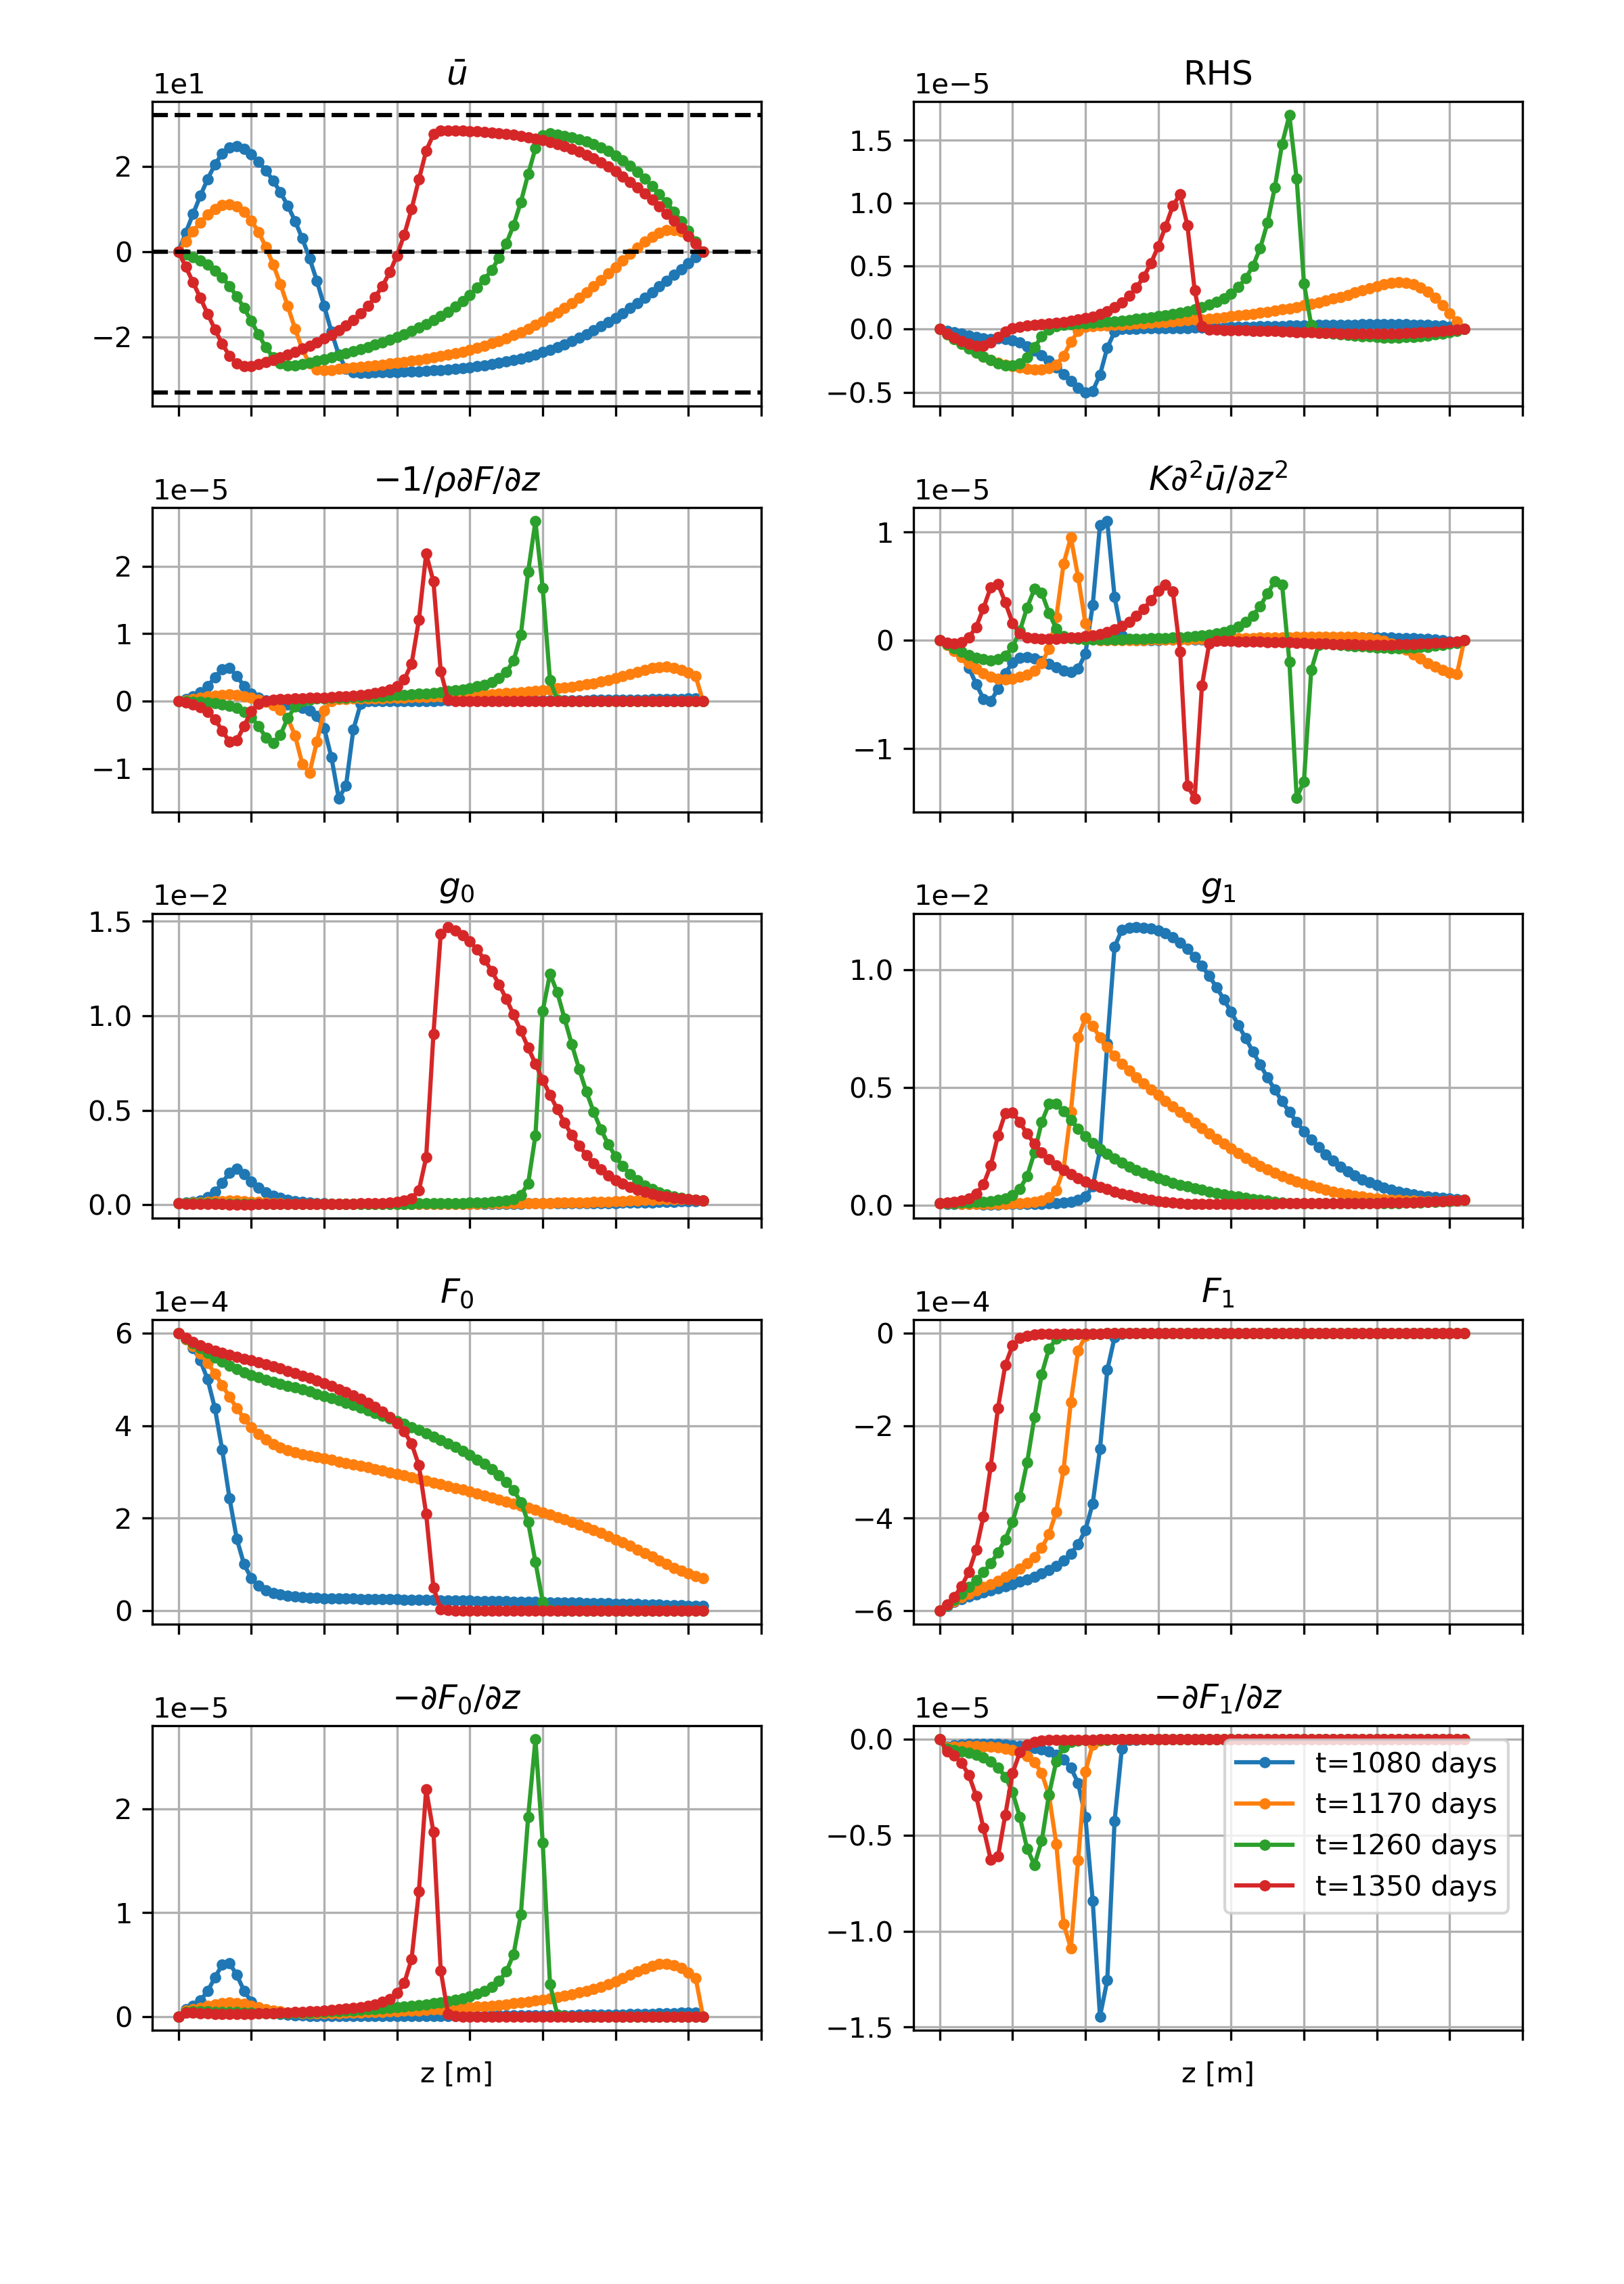 ū RHS
1e1 1e−5
2 1.5
1.0
0 0.5
0.0
−2 −0.5
−1/ρ∂F/∂z K∂²ū/∂z²
1e−5 1e−5
2 1
1 0
0
−1 −1
g₀ g₁
1e−2 1e−2
1.5 1.0
1.0
0.5 0.5
0.0 0.0
F₀ F₁
1e−4 1e−4
6 0
4 −2
2 −4
0 −6
−∂F₀/∂z −∂F₁/∂z
1e−5 1e−5
0.0
2 −0.5
1 −1.0
0 −1.5
t=1080 days
t=1170 days
t=1260 days
t=1350 days
z [m] z [m]